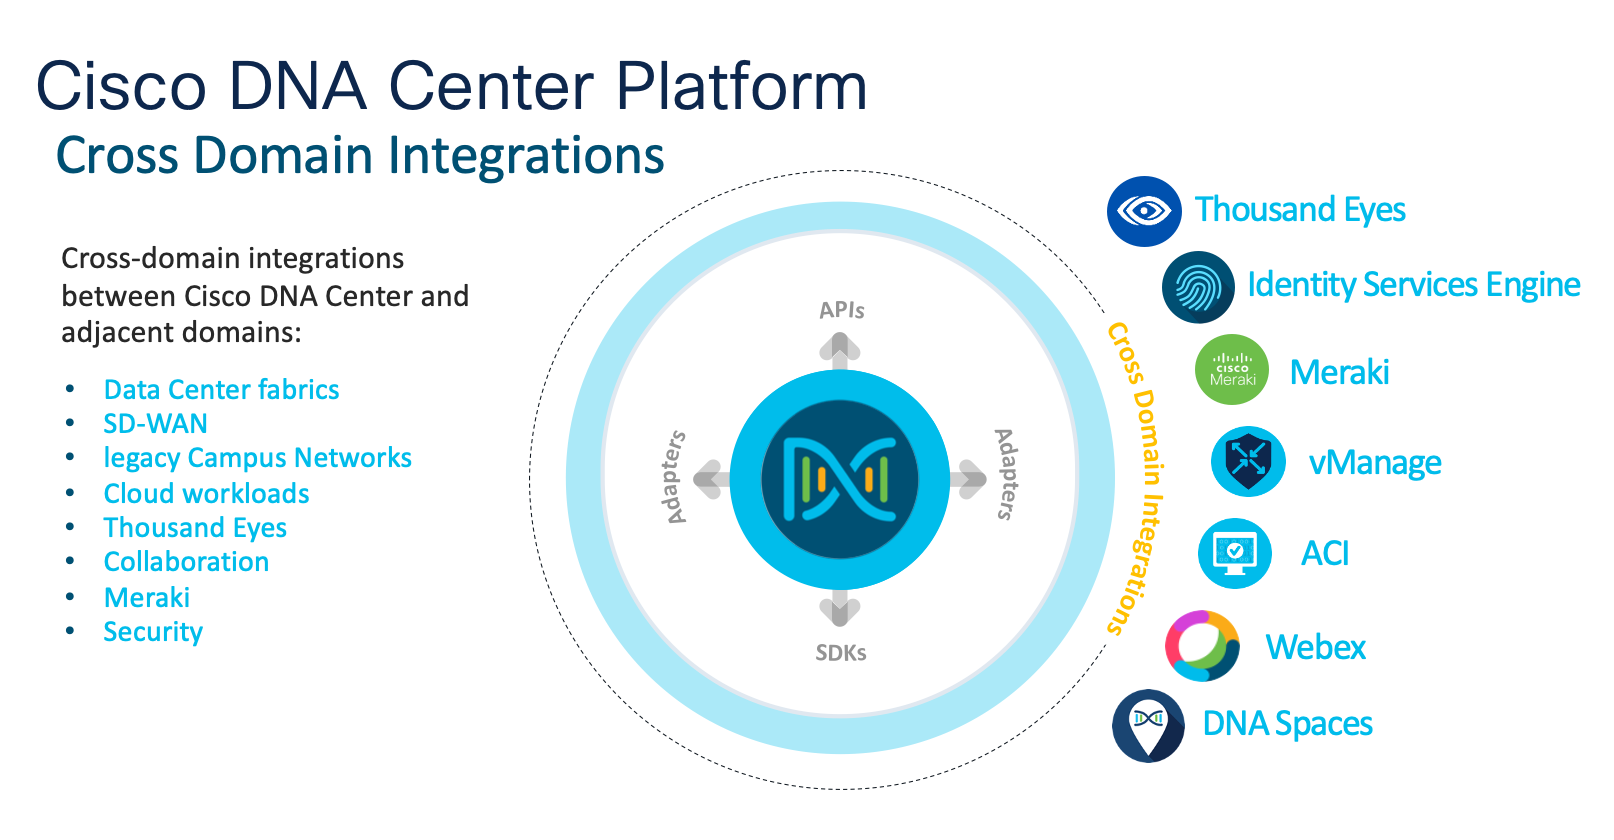 Cisco DNA Center Platform
Cross Domain Integrations
Cross-domain integrations
between Cisco DNA Center and
adjacent domains:
• Data Center fabrics
• SD-WAN
• legacy Campus Networks
• Cloud workloads
• Thousand Eyes
• Collaboration
• Meraki
• Security
APIs
Adapters
Adapters
SDKs
Cross Domain Integrations
Thousand Eyes
Identity Services Engine
CISCO
Meraki
Meraki
vManage
ACI
Webex
DNA Spaces